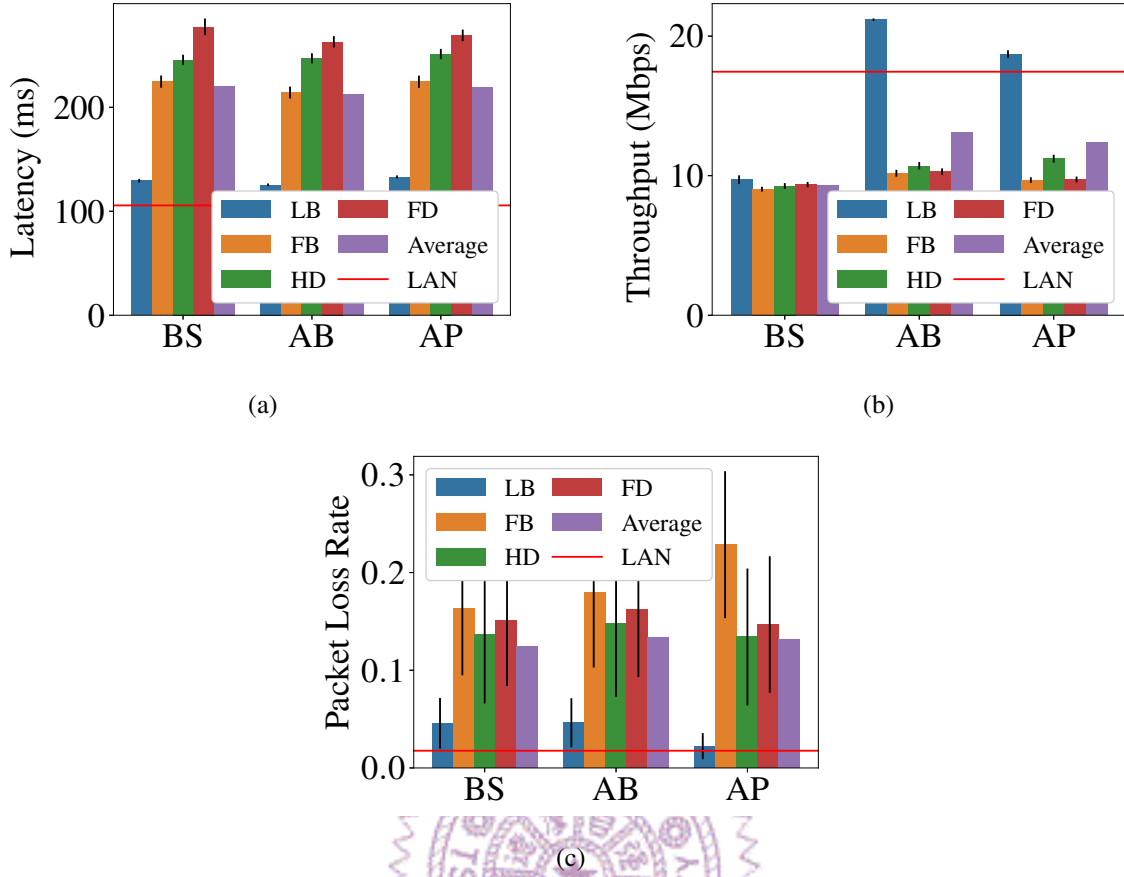 Latency (ms)
200
100
0
LB
FB
HD
FD
Average
LAN
BS
AB
AP
(a)
Throughput (Mbps)
20
10
0
LB
FB
HD
FD
Average
LAN
BS
AB
AP
(b)
Packet Loss Rate
0.3
0.2
0.1
0.0
LB
FB
HD
FD
Average
LAN
BS
AB
AP
(c)